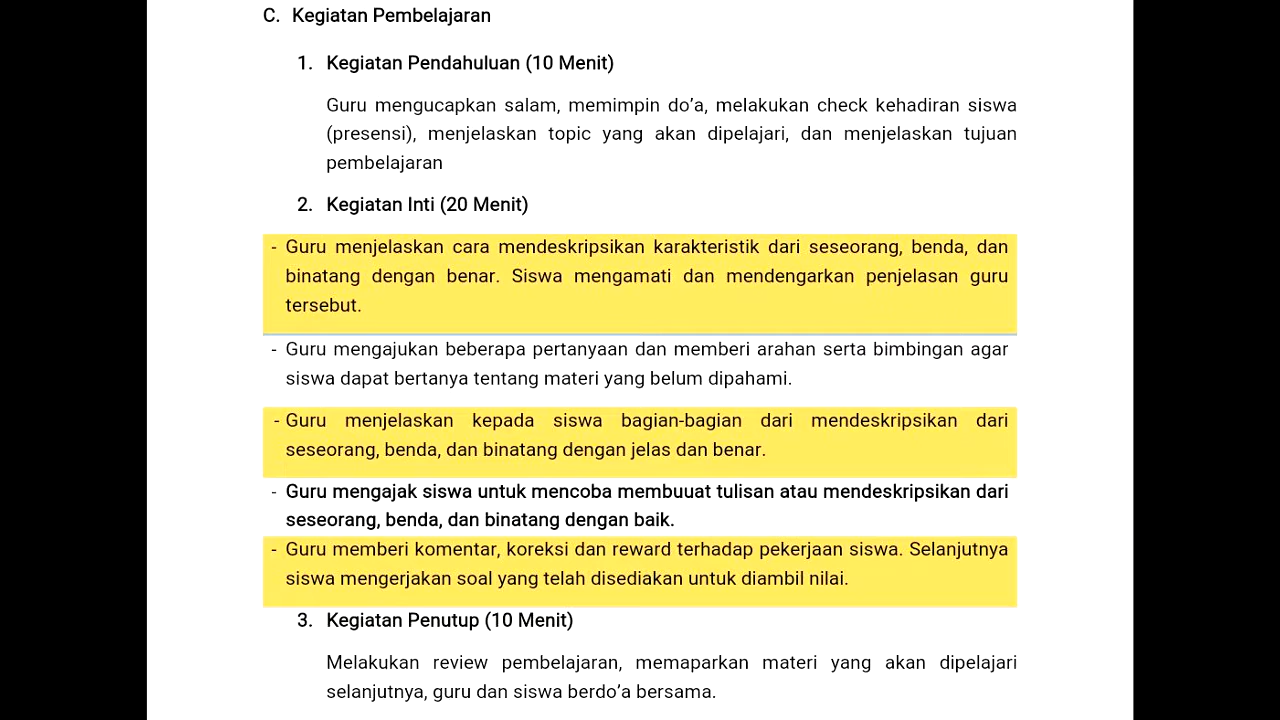 C. Kegiatan Pembelajaran
1. Kegiatan Pendahuluan (10 Menit)
Guru mengucapkan salam, memimpin do'a, melakukan check kehadiran siswa
(presensi), menjelaskan topic yang akan dipelajari, dan menjelaskan tujuan
pembelajaran
2. Kegiatan Inti (20 Menit)
- Guru menjelaskan cara mendeskripsikan karakteristik dari seseorang, benda, dan
binatang dengan benar. Siswa mengamati dan mendengarkan penjelasan guru
tersebut.
- Guru mengajukan beberapa pertanyaan dan memberi arahan serta bimbingan agar
siswa dapat bertanya tentang materi yang belum dipahami.
- Guru menjelaskan kepada siswa bagian-bagian dari mendeskripsikan dari
seseorang, benda, dan binatang dengan jelas dan benar.
- Guru mengajak siswa untuk mencoba membuuat tulisan atau mendeskripsikan dari
seseorang, benda, dan binatang dengan baik.
- Guru memberi komentar, koreksi dan reward terhadap pekerjaan siswa. Selanjutnya
siswa mengerjakan soal yang telah disediakan untuk diambil nilai.
3. Kegiatan Penutup (10 Menit)
Melakukan review pembelajaran, memaparkan materi yang akan dipelajari
selanjutnya, guru dan siswa berdo'a bersama.